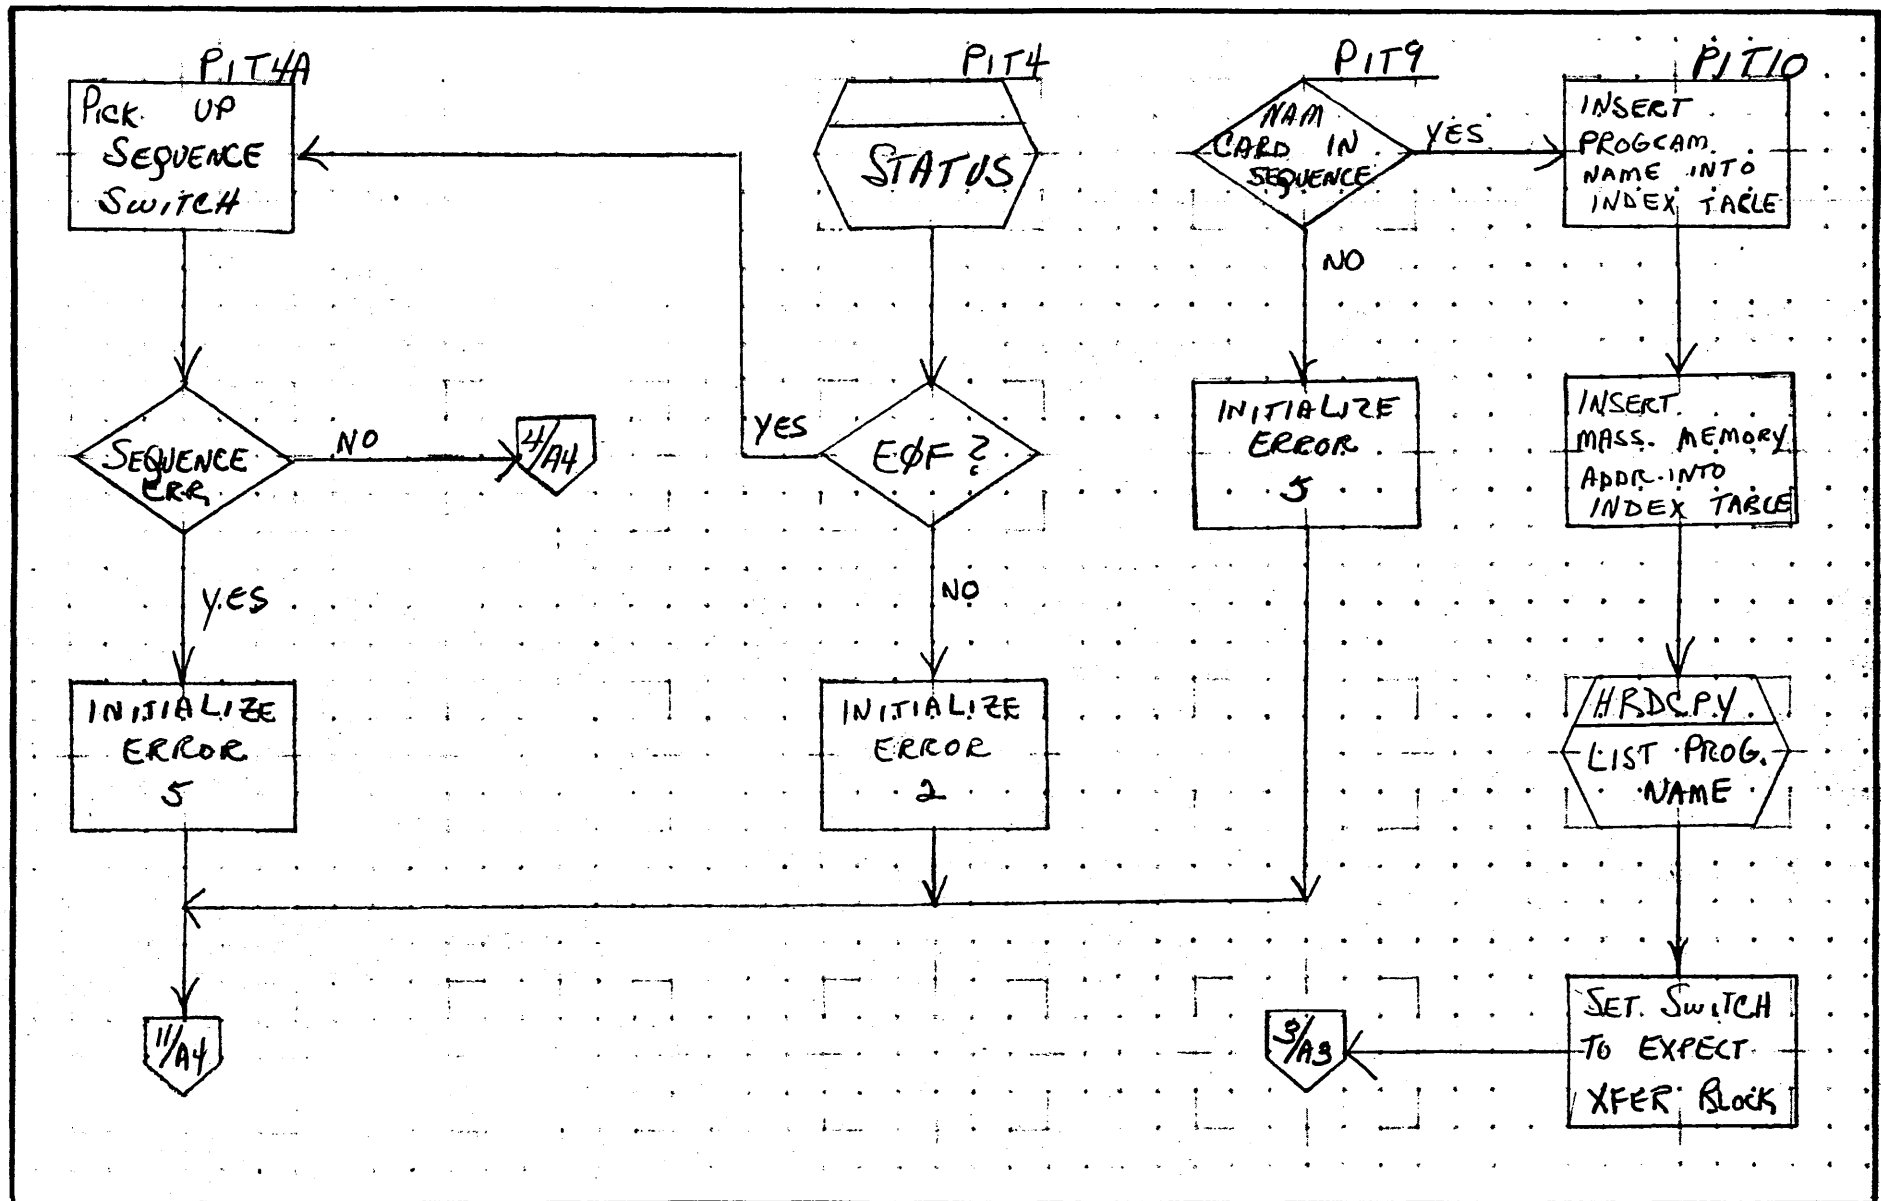 PIT4A
PICK UP
SEQUENCE
SWITCH
SEQUENCE
ERR
NO
4/A4
YES
INITIALIZE
ERROR
5
11/A4
PIT4
STATUS
EØF?
YES
NO
INITIALIZE
ERROR
2
PIT9
NAM
CARD IN
SEQUENCE
YES
NO
INITIALIZE
ERROR
5
PIT10
INSERT
PROGRAM
NAME INTO
INDEX TABLE
INSERT
MASS. MEMORY
ADDR. INTO
INDEX TABLE
HRDCPY
LIST PROG.
NAME
SET SWITCH
TO EXPECT
XFER BLOCK